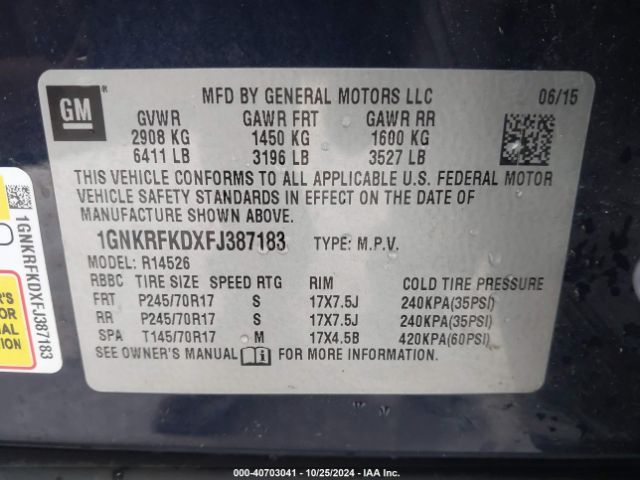 GM ®
MFD BY GENERAL MOTORS LLC 06/15
GVWR GAWR FRT GAWR RR
2908 KG 1450 KG 1600 KG
6411 LB 3196 LB 3527 LB
THIS VEHICLE CONFORMS TO ALL APPLICABLE U.S. FEDERAL MOTOR
VEHICLE SAFETY STANDARDS IN EFFECT ON THE DATE OF
MANUFACTURE SHOWN ABOVE.
1GNKRFKDXFJ387183 TYPE: M.P.V.
MODEL: R14526
RBBC TIRE SIZE SPEED RTG RIM COLD TIRE PRESSURE
FRT P245/70R17 S 17X7.5J 240KPA(35PSI)
RR P245/70R17 S 17X7.5J 240KPA(35PSI)
SPA T145/70R17 M 17X4.5B 420KPA(60PSI)
SEE OWNER'S MANUAL FOR MORE INFORMATION.
1GNKRFKDXFJ387183
000-40703041 - 10/25/2024 - IAA Inc.